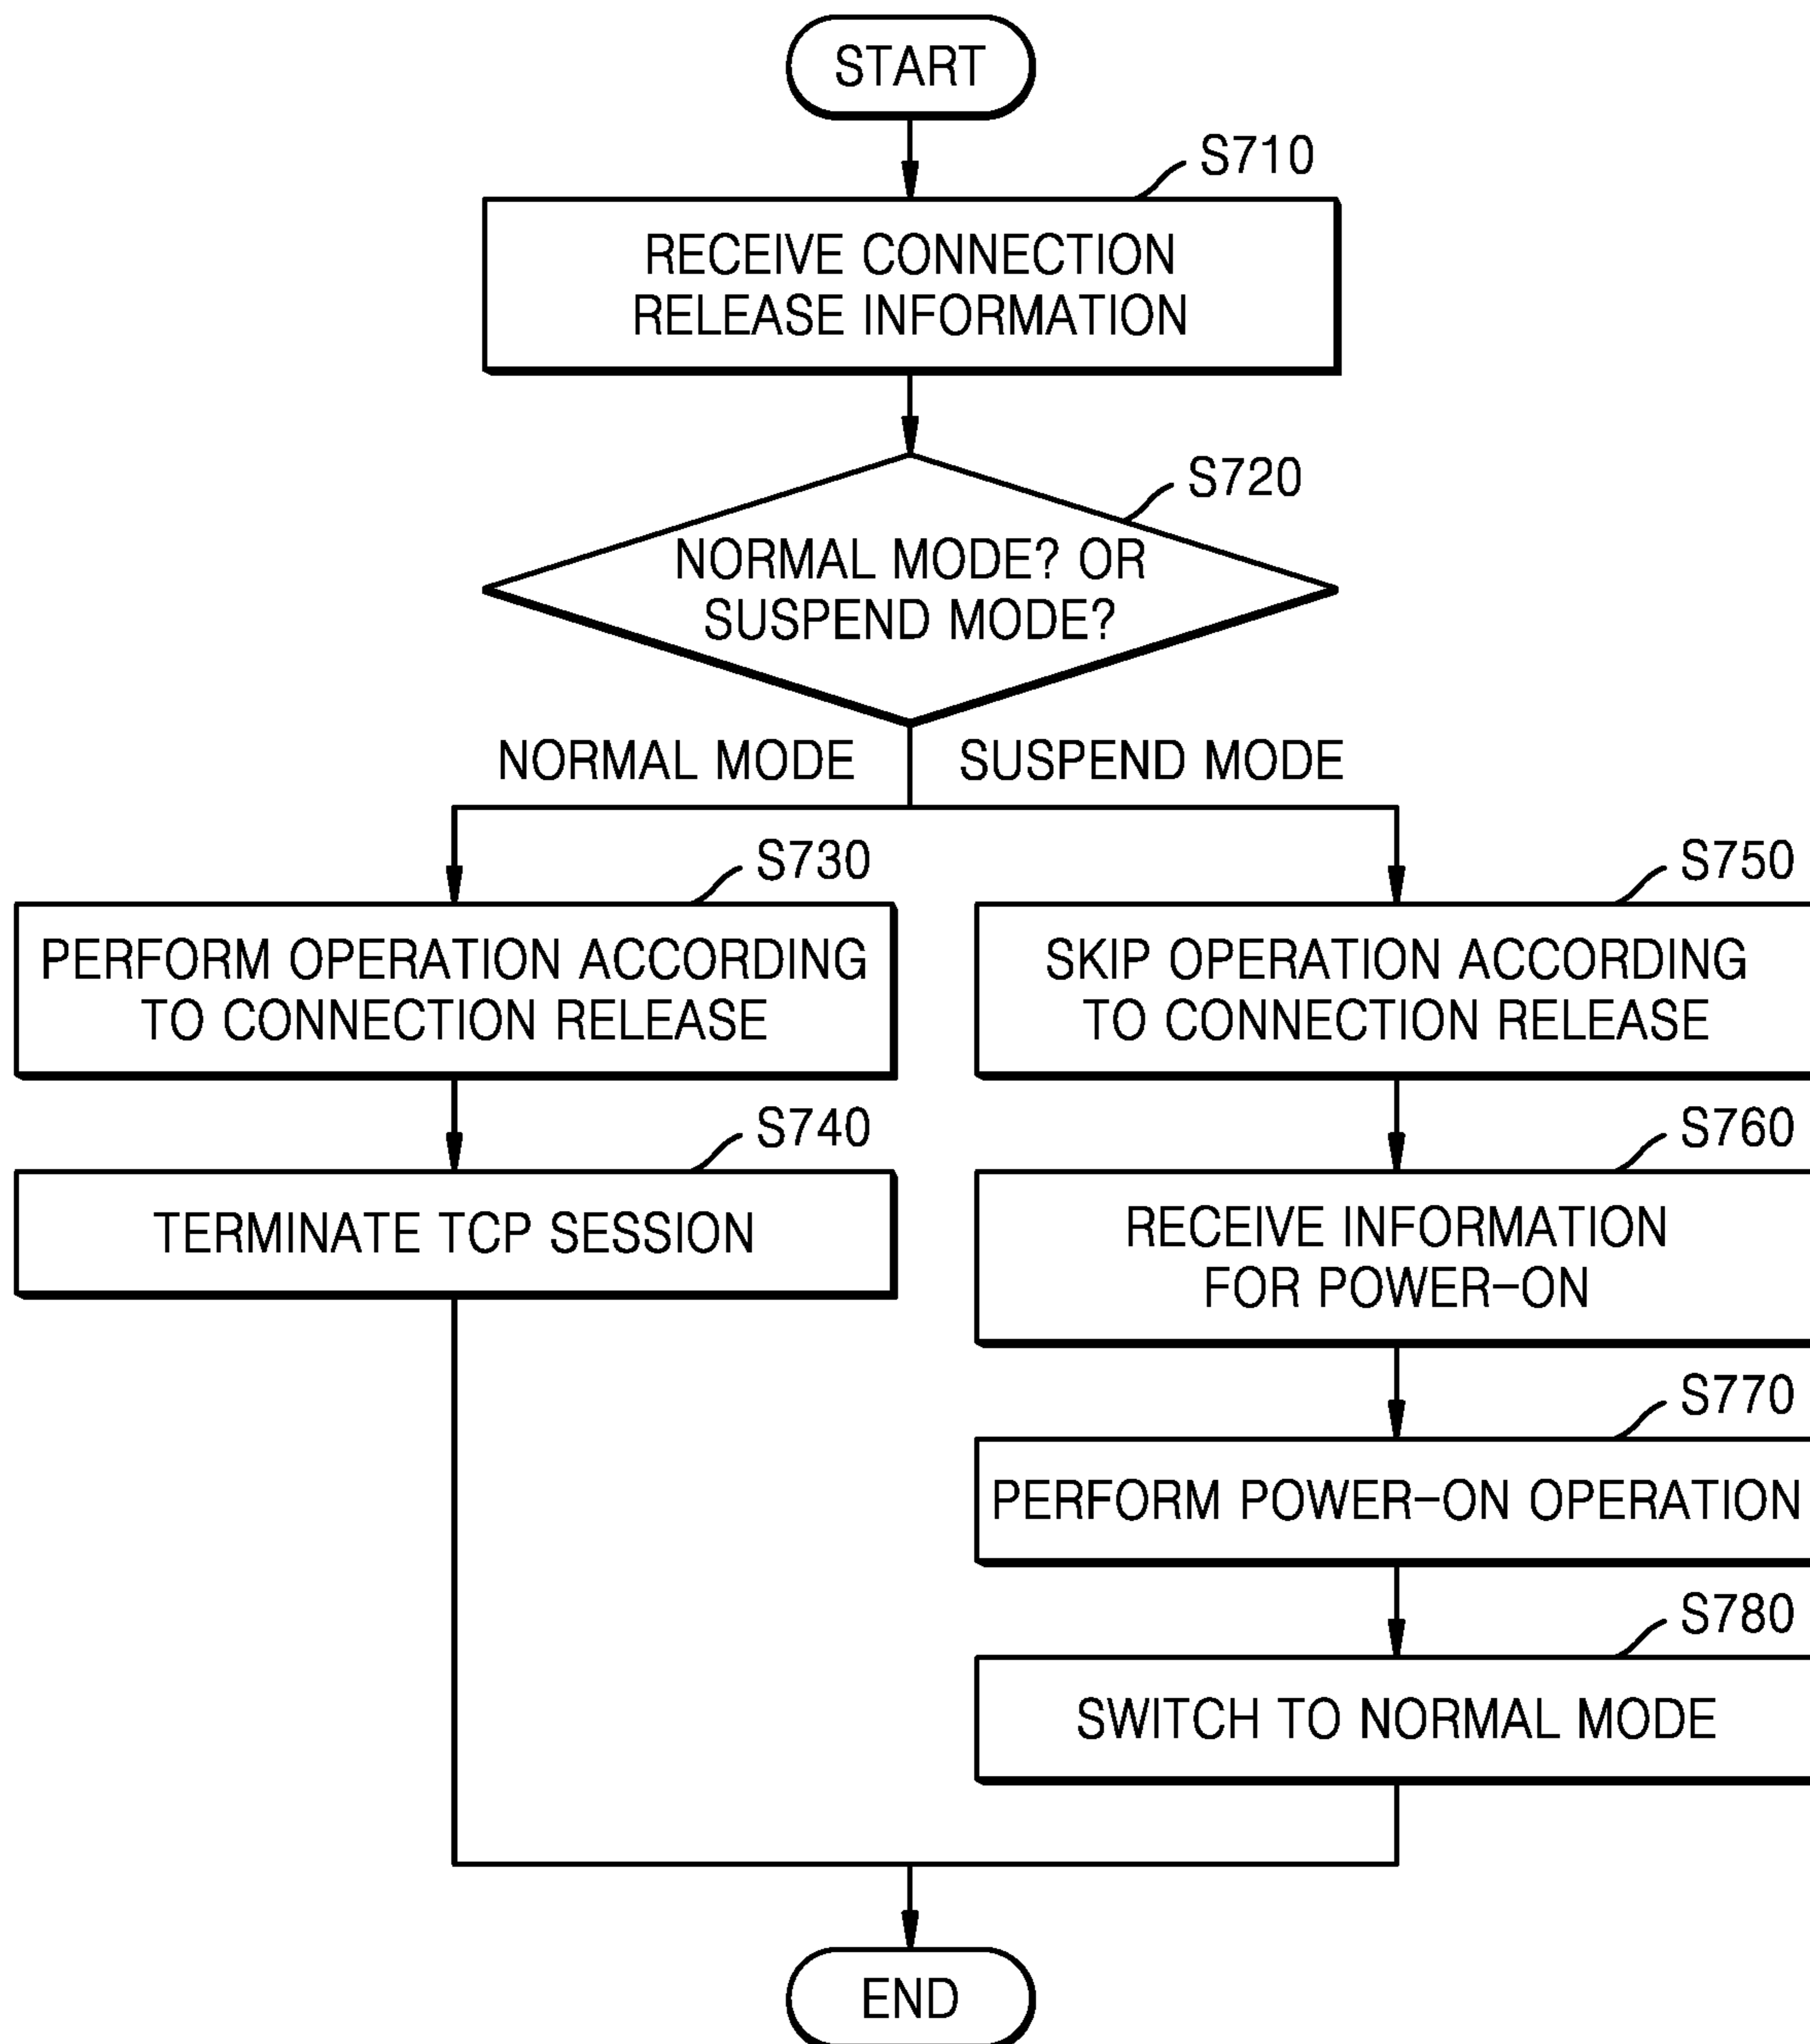 START
S710
RECEIVE CONNECTION
RELEASE INFORMATION
S720
NORMAL MODE? OR
SUSPEND MODE?
NORMAL MODE
SUSPEND MODE
S730
PERFORM OPERATION ACCORDING
TO CONNECTION RELEASE
S740
TERMINATE TCP SESSION
S750
SKIP OPERATION ACCORDING
TO CONNECTION RELEASE
S760
RECEIVE INFORMATION
FOR POWER-ON
S770
PERFORM POWER-ON OPERATION
S780
SWITCH TO NORMAL MODE
END